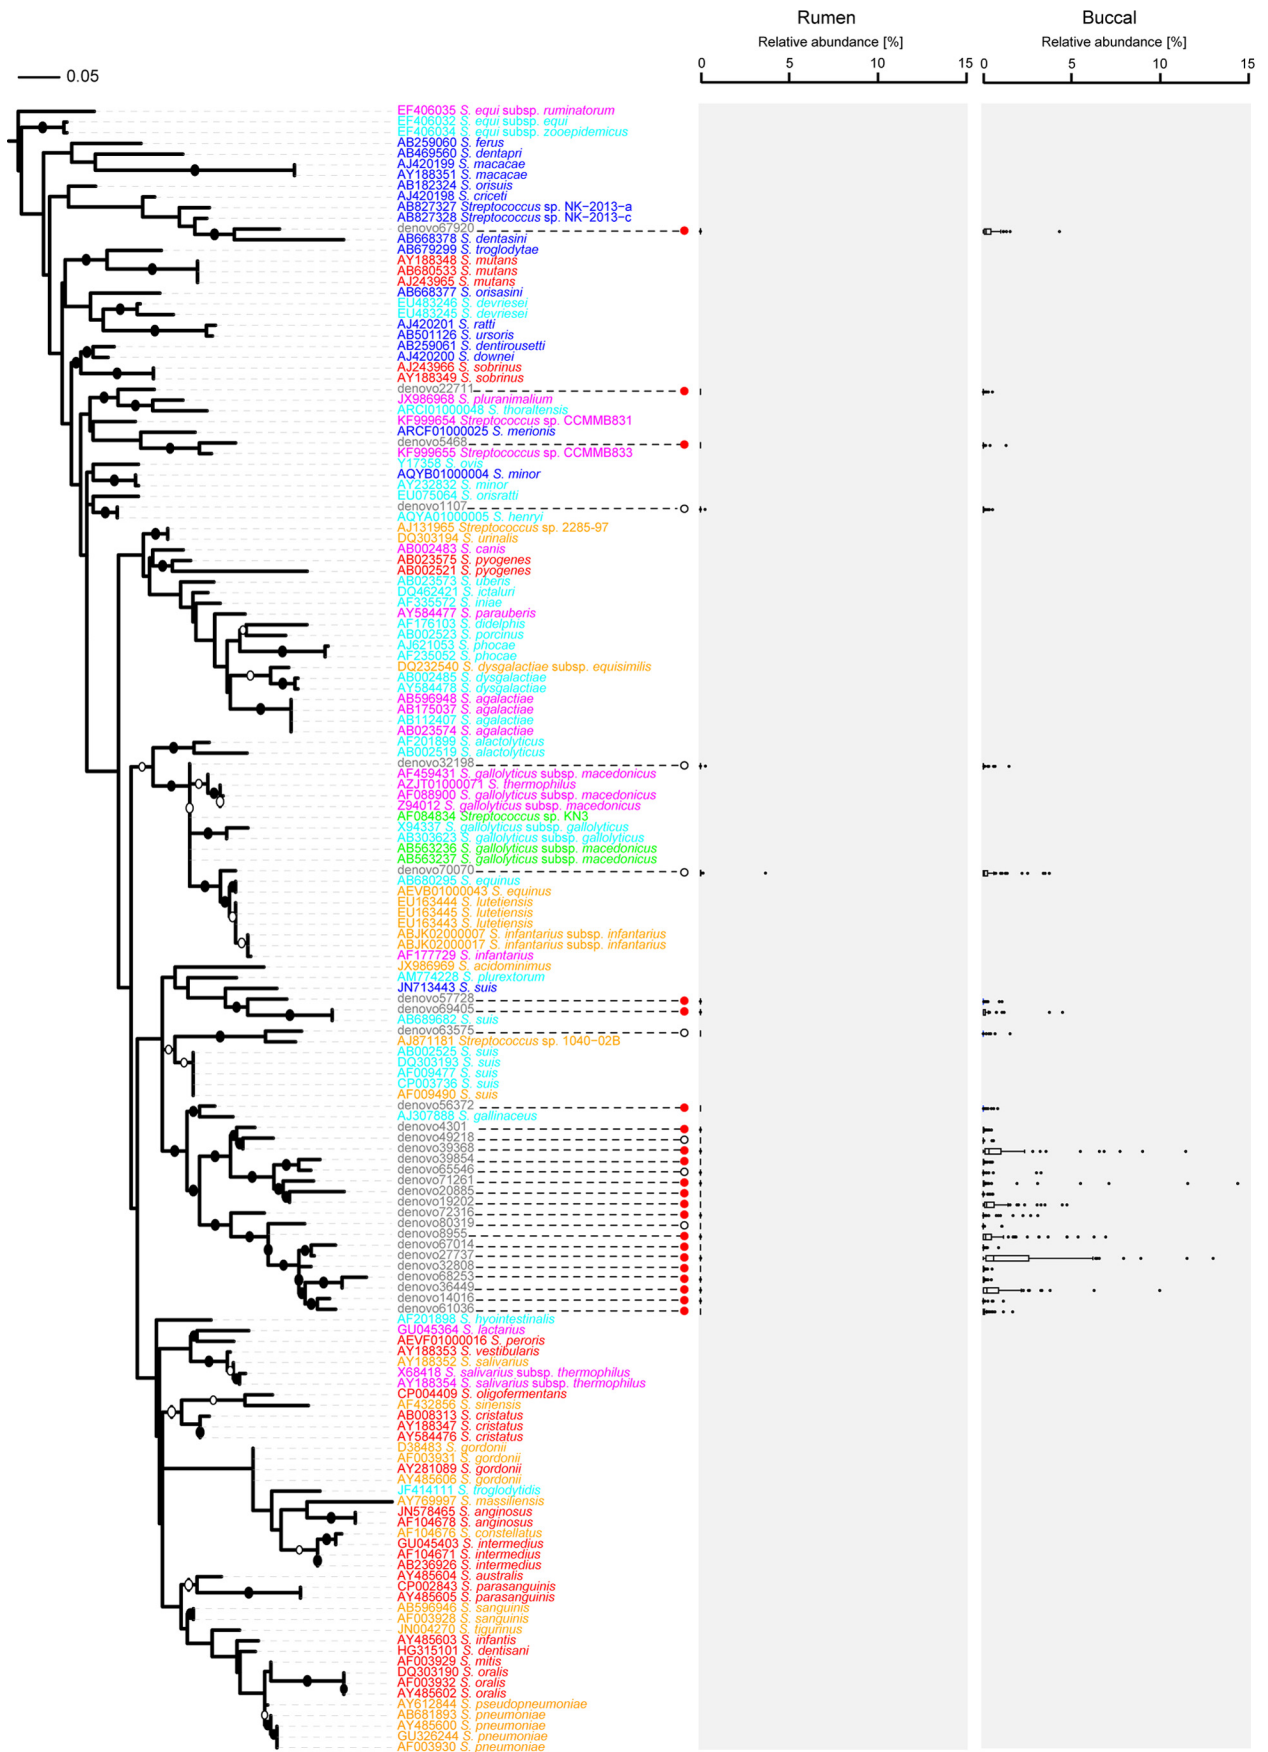 Rumen Buccal
Relative abundance [%] Relative abundance [%]
0 5 10 15 0 5 10 15
0.05
EF406035 S. equi subsp. ruminatorum
EF406032 S. equi subsp. equi
EF406034 S. equi subsp. zooepidemicus
AB259060 S. ferus
AB469560 S. dentapri
AJ420199 S. macacae
AY188351 S. macacae
AB182324 S. orisuis
AJ420198 S. criceti
AB827327 Streptococcus sp. NK−2013−a
AB827328 Streptococcus sp. NK−2013−c
denovo67920
AB668378 S. dentasini
AB679299 S. troglodytae
AY188348 S. mutans
AB680533 S. mutans
AJ243965 S. mutans
AB668377 S. orisasini
EU483246 S. devriesei
EU483245 S. devriesei
AJ420201 S. ratti
AB501126 S. ursoris
AB259061 S. dentirousetti
AJ420200 S. downei
AJ243966 S. sobrinus
AY188349 S. sobrinus
denovo22711
JX986968 S. pluranimalium
ARCI01000048 S. thoraltensis
KF999654 Streptococcus sp. CCMMB831
ARCF01000025 S. merionis
denovo5468
KF999655 Streptococcus sp. CCMMB833
Y17358 S. ovis
AQYB01000004 S. minor
AY232832 S. minor
EU075064 S. orisratti
denovo1107
AQYA01000005 S. henryi
AJ131965 Streptococcus sp. 2285-97
DQ303194 S. urinalis
AB002483 S. canis
AB023575 S. pyogenes
AB002521 S. pyogenes
AB023573 S. uberis
DQ462421 S. ictaluri
AF335572 S. iniae
AY584477 S. parauberis
AF176103 S. didelphis
AB002523 S. porcinus
AJ621053 S. phocae
AF235052 S. phocae
DQ232540 S. dysgalactiae subsp. equisimilis
AB002485 S. dysgalactiae
AY584478 S. dysgalactiae
AB596948 S. agalactiae
AB175037 S. agalactiae
AB112407 S. agalactiae
AB023574 S. agalactiae
AF201899 S. alactolyticus
AB002519 S. alactolyticus
denovo32198
AF459431 S. gallolyticus subsp. macedonicus
AZJT01000071 S. thermophilus
AF088900 S. gallolyticus subsp. macedonicus
Z94012 S. gallolyticus subsp. macedonicus
AF084834 Streptococcus sp. KN3
X94337 S. gallolyticus subsp. gallolyticus
AB303623 S. gallolyticus subsp. gallolyticus
AB563236 S. gallolyticus subsp. macedonicus
AB563237 S. gallolyticus subsp. macedonicus
denovo70070
AB680295 S. equinus
AEVB01000043 S. equinus
EU163444 S. lutetiensis
EU163445 S. lutetiensis
EU163443 S. lutetiensis
ABJK02000007 S. infantarius subsp. infantarius
ABJK02000017 S. infantarius subsp. infantarius
AF177729 S. infantarius
JX986969 S. acidominimus
AM774228 S. plurextorum
JN713443 S. suis
denovo57728
denovo69405
AB689682 S. suis
denovo63575
AJ871181 Streptococcus sp. 1040−02B
AB002525 S. suis
DQ303193 S. suis
AF009477 S. suis
CP003736 S. suis
AF009490 S. suis
denovo56372
AJ307888 S. gallinaceus
denovo4301
denovo49218
denovo39368
denovo39854
denovo65546
denovo71261
denovo20885
denovo19202
denovo72316
denovo80319
denovo8955
denovo67014
denovo27737
denovo32808
denovo68253
denovo36449
denovo14016
denovo61036
AF201898 S. hyointestinalis
GU045364 S. lactarius
AEVF01000016 S. peroris
AY188353 S. vestibularis
AY188352 S. salivarius
X68418 S. salivarius subsp. thermophilus
AY188354 S. salivarius subsp. thermophilus
CP004409 S. oligofermentans
AF432856 S. sinensis
AB008313 S. cristatus
AY188347 S. cristatus
AY584476 S. cristatus
D38483 S. gordonii
AF003931 S. gordonii
AY281089 S. gordonii
AY485606 S. gordonii
JF414111 S. troglodytidis
AY769997 S. massiliensis
JN578465 S. anginosus
AF104678 S. anginosus
AF104676 S. constellatus
GU045403 S. intermedius
AF104671 S. intermedius
AB236926 S. intermedius
AY485604 S. australis
CP002843 S. parasanguinis
AY485605 S. parasanguinis
AB596946 S. sanguinis
AF003928 S. sanguinis
JN004270 S. tigurinus
AY485603 S. infantis
HG315101 S. dentisani
AF003929 S. mitis
DQ303190 S. oralis
AF003932 S. oralis
AY485602 S. oralis
AY612844 S. pseudopneumoniae
AB681893 S. pneumoniae
AY485600 S. pneumoniae
GU326244 S. pneumoniae
AF003930 S. pneumoniae